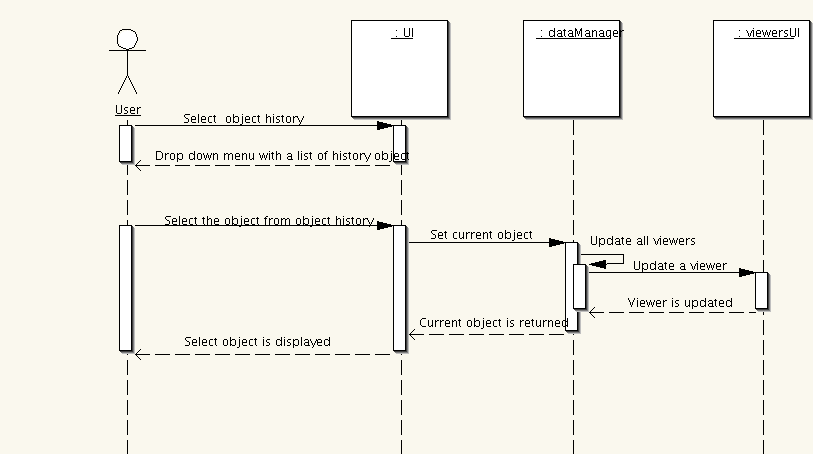 : UI
: dataManager
: viewersUI
User
Select object history
Drop down menu with a list of history object
Select the object from object history
Set current object
Update all viewers
Update a viewer
Viewer is updated
Current object is returned
Select object is displayed